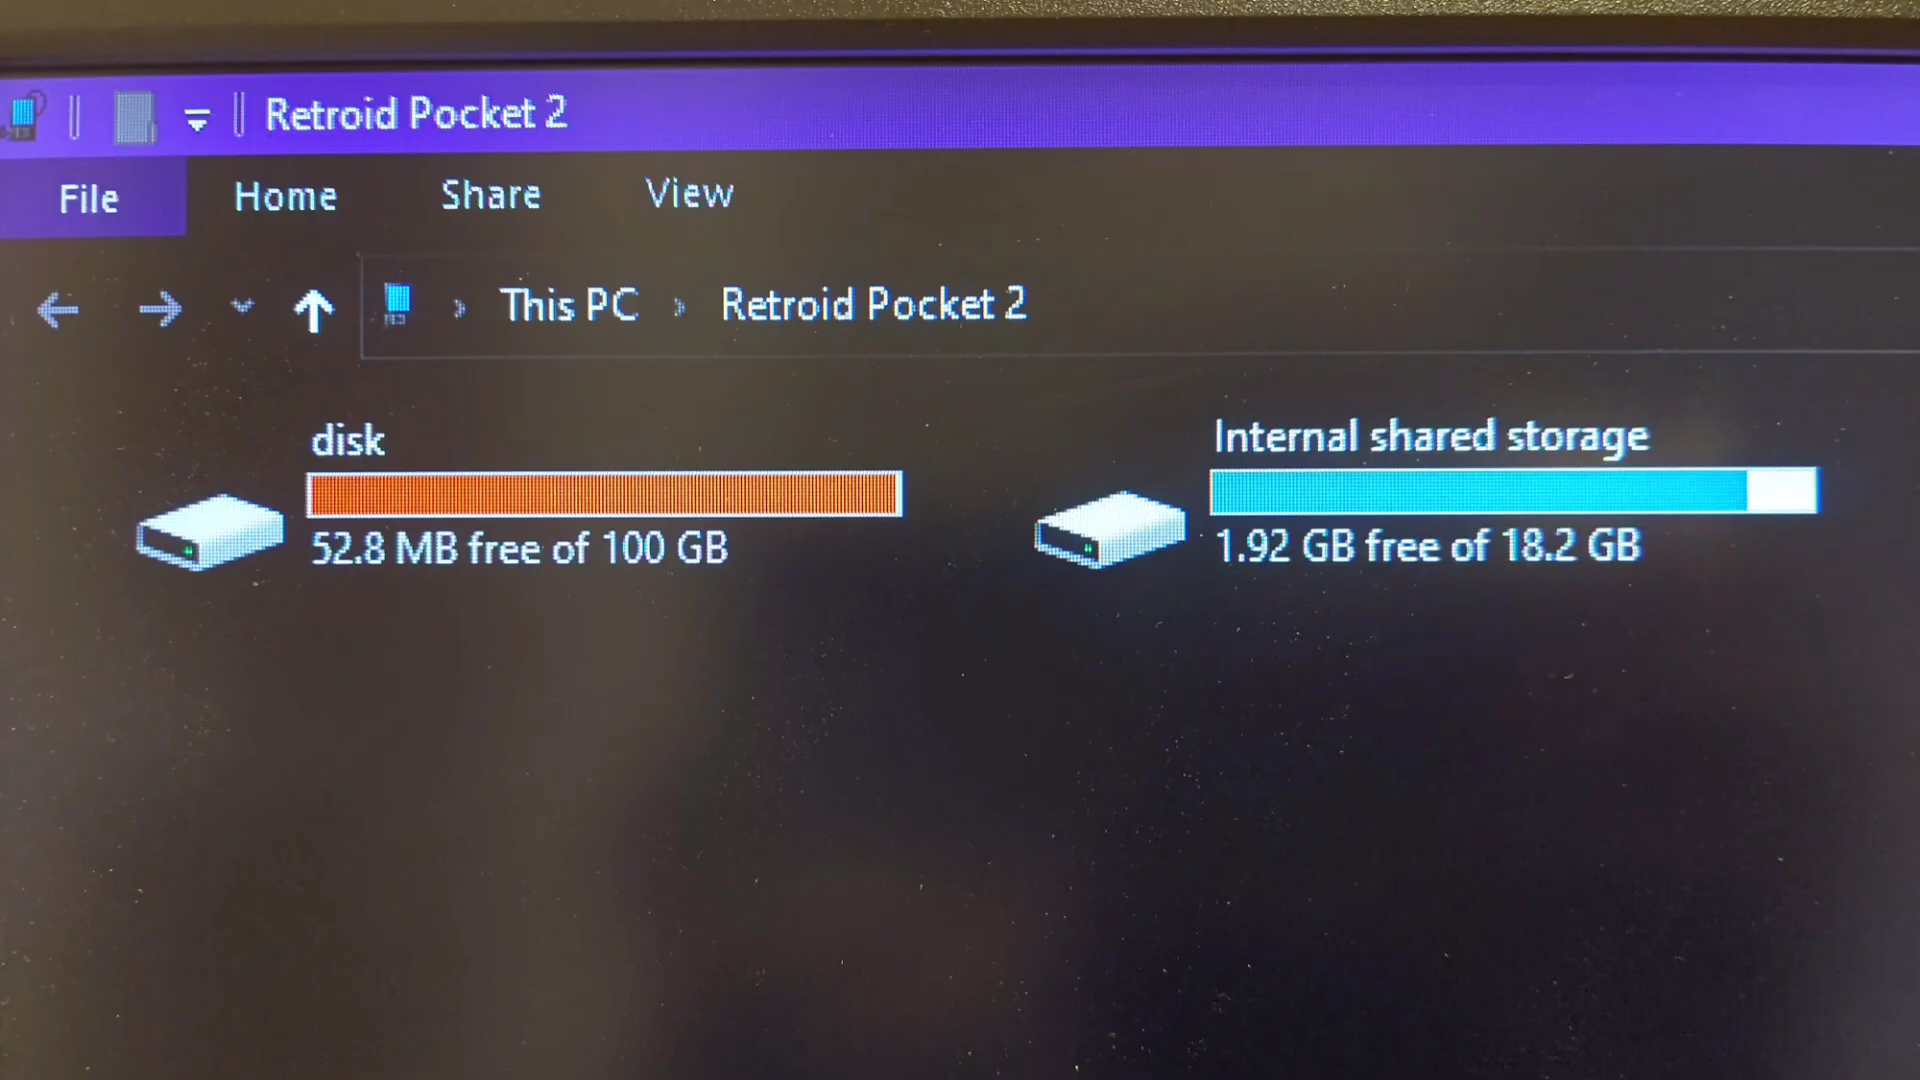 Retroid Pocket 2
File Home Share View
This PC › Retroid Pocket 2
disk
52.8 MB free of 100 GB
Internal shared storage
1.92 GB free of 18.2 GB